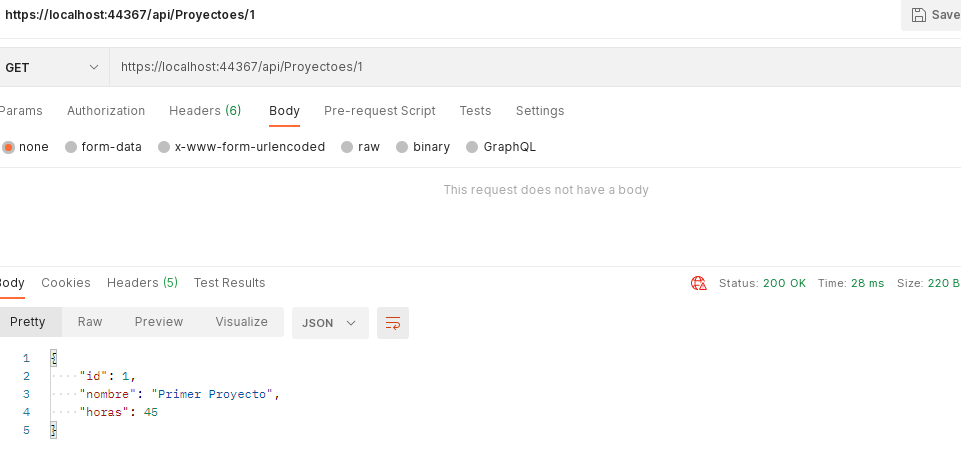 https://localhost:44367/api/Proyectoes/1 Save
GET https://localhost:44367/api/Proyectoes/1
Params Authorization Headers (6) Body Pre-request Script Tests Settings
none form-data x-www-form-urlencoded raw binary GraphQL
This request does not have a body
Body Cookies Headers (5) Test Results Status: 200 OK Time: 28 ms Size: 220 B
Pretty Raw Preview Visualize JSON
1 {
2 "id": 1,
3 "nombre": "Primer Proyecto",
4 "horas": 45
5 }